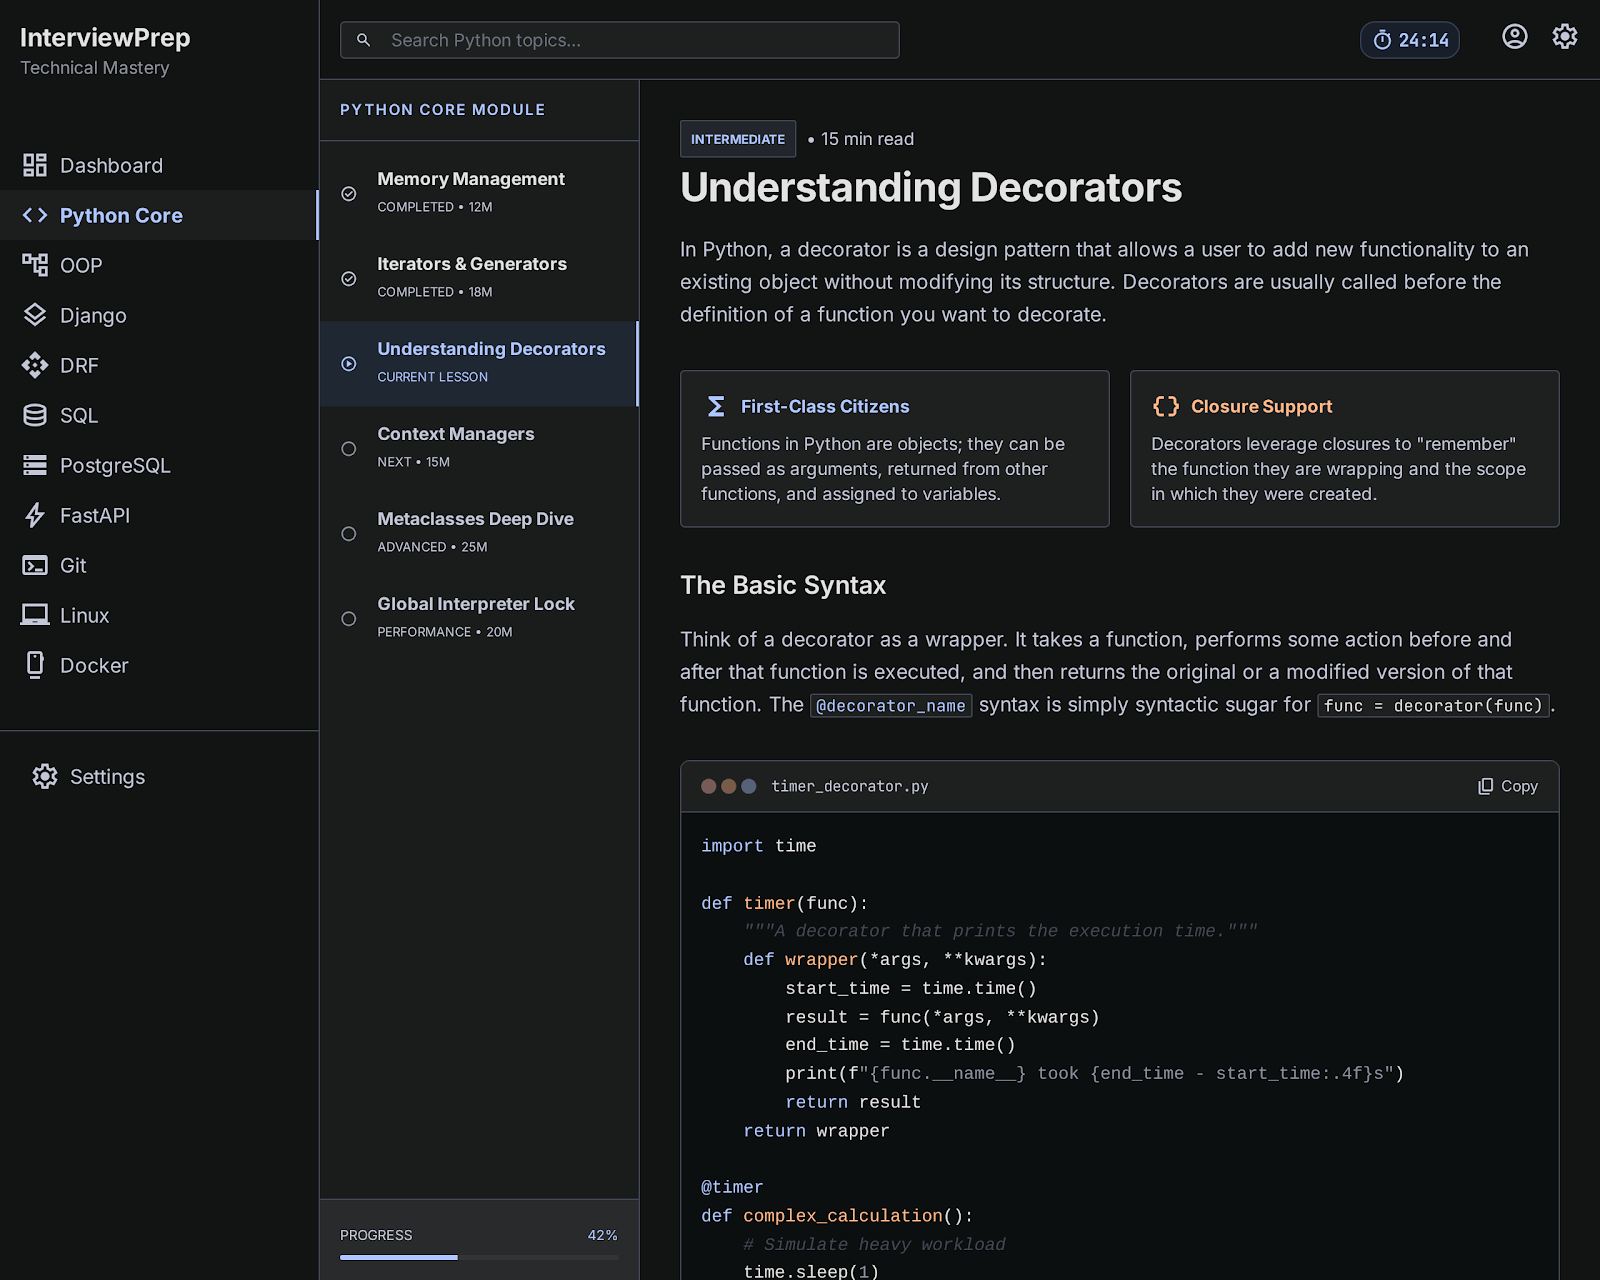 InterviewPrep
Technical Mastery
Dashboard
Python Core
OOP
Django
DRF
SQL
PostgreSQL
FastAPI
Git
Linux
Docker
Settings
Search Python topics...
24:14
PYTHON CORE MODULE
Memory Management
COMPLETED • 12M
Iterators & Generators
COMPLETED • 18M
Understanding Decorators
CURRENT LESSON
Context Managers
NEXT • 15M
Metaclasses Deep Dive
ADVANCED • 25M
Global Interpreter Lock
PERFORMANCE • 20M
PROGRESS 42%
INTERMEDIATE • 15 min read
Understanding Decorators
In Python, a decorator is a design pattern that allows a user to add new functionality to an
existing object without modifying its structure. Decorators are usually called before the
definition of a function you want to decorate.
First-Class Citizens
Functions in Python are objects; they can be
passed as arguments, returned from other
functions, and assigned to variables.
Closure Support
Decorators leverage closures to "remember"
the function they are wrapping and the scope
in which they were created.
The Basic Syntax
Think of a decorator as a wrapper. It takes a function, performs some action before and
after that function is executed, and then returns the original or a modified version of that
function. The @decorator_name syntax is simply syntactic sugar for func = decorator(func).
timer_decorator.py
Copy
import time
def timer(func):
    """A decorator that prints the execution time."""
    def wrapper(*args, **kwargs):
        start_time = time.time()
        result = func(*args, **kwargs)
        end_time = time.time()
        print(f"{func.__name__} took {end_time - start_time:.4f}s")
        return result
    return wrapper
@timer
def complex_calculation():
    # Simulate heavy workload
    time.sleep(1)